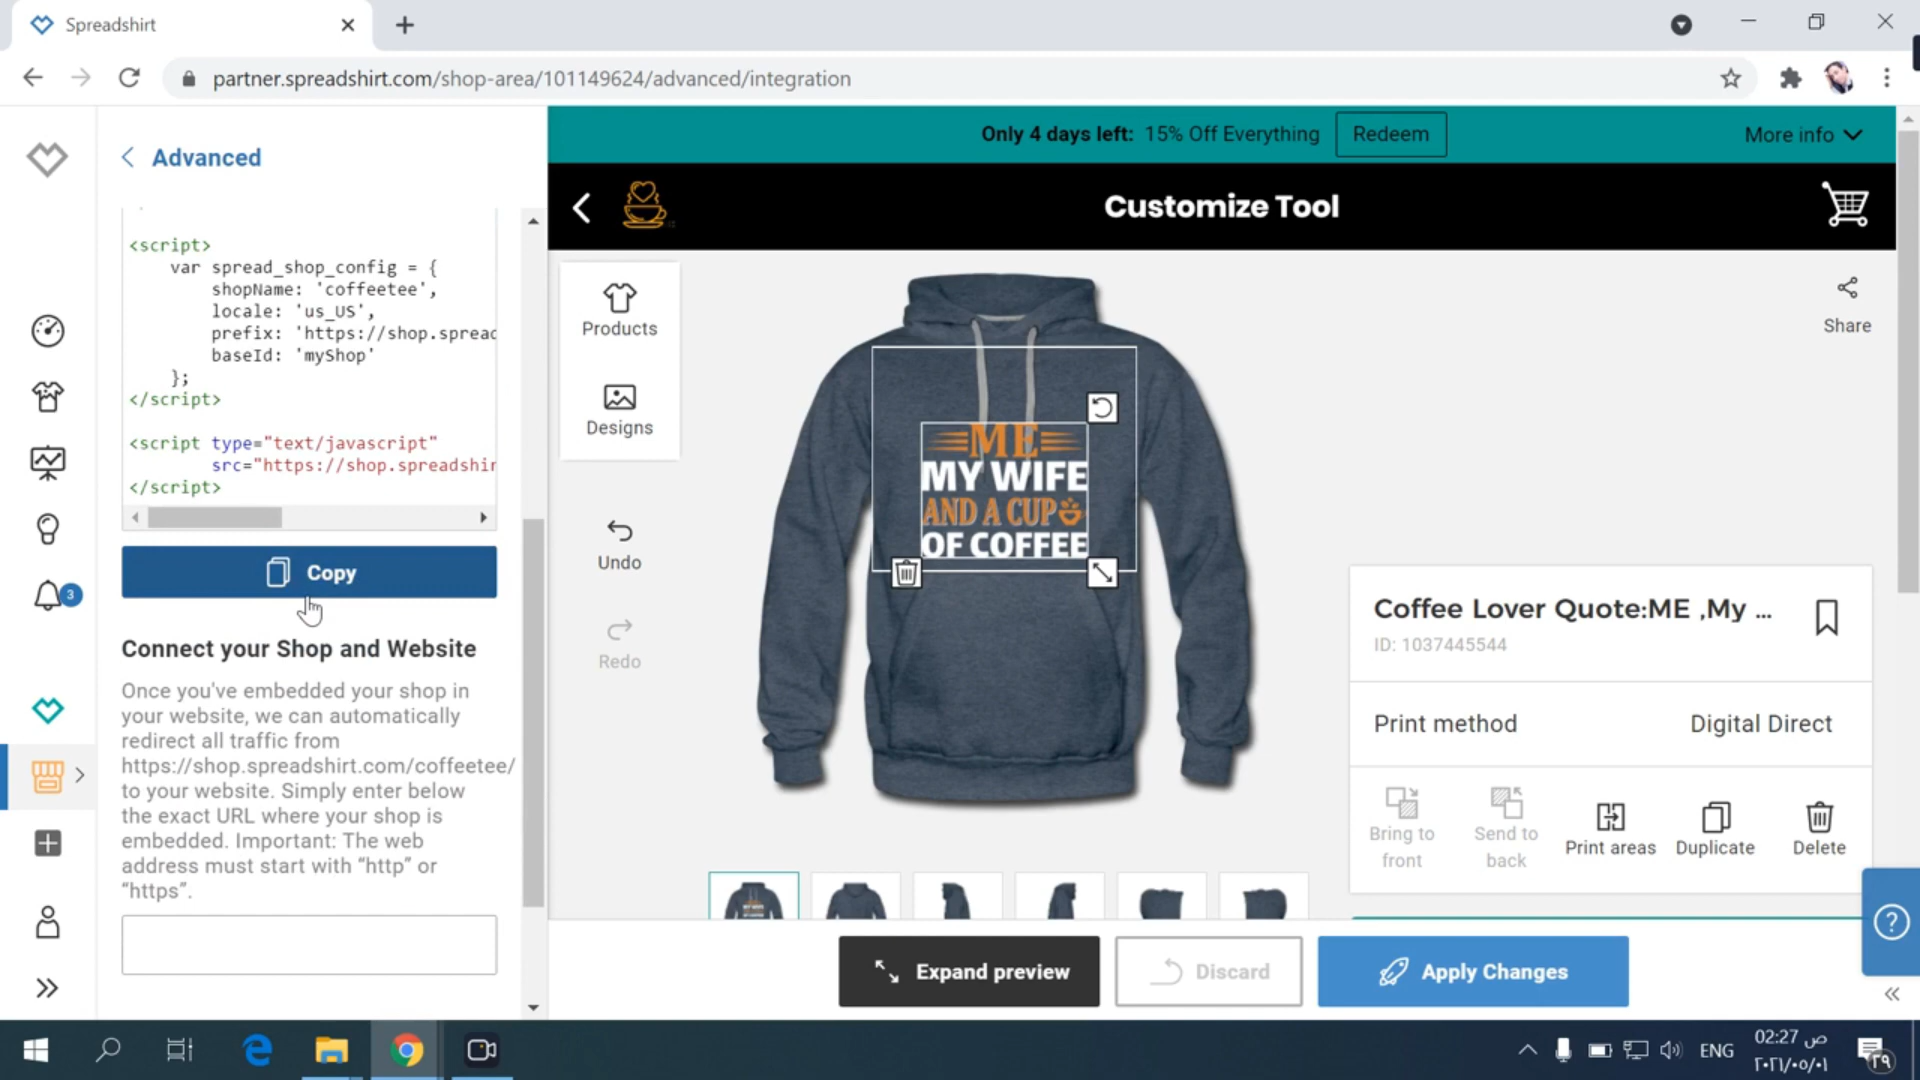 Spreadshirt
partner.spreadshirt.com/shop-area/101149624/advanced/integration
Only 4 days left: 15% Off Everything
Redeem
More info
Advanced
Customize Tool
<script>
var spread_shop_config = {
shopName: 'coffeetee',
locale: 'us_US',
prefix: 'https://shop.spread
baseId: 'myShop'
};
</script>
<script type="text/javascript"
src="https://shop.spreadshir
</script>
Copy
Connect your Shop and Website
Once you've embedded your shop in
your website, we can automatically
redirect all traffic from
https://shop.spreadshirt.com/coffeetee/
to your website. Simply enter below
the exact URL where your shop is
embedded. Important: The web
address must start with “http” or
“https”.
3
Products
Designs
Undo
Redo
ME
MY WIFE
AND A CUP
OF COFFEE
Share
Coffee Lover Quote:ME ,My ...
ID: 1037445544
Print method
Digital Direct
Bring to
front
Send to
back
Print areas
Duplicate
Delete
Expand preview
Discard
Apply Changes
ENG
02:27 ص
٢٠٢١/٠٥/٠١
٢٩